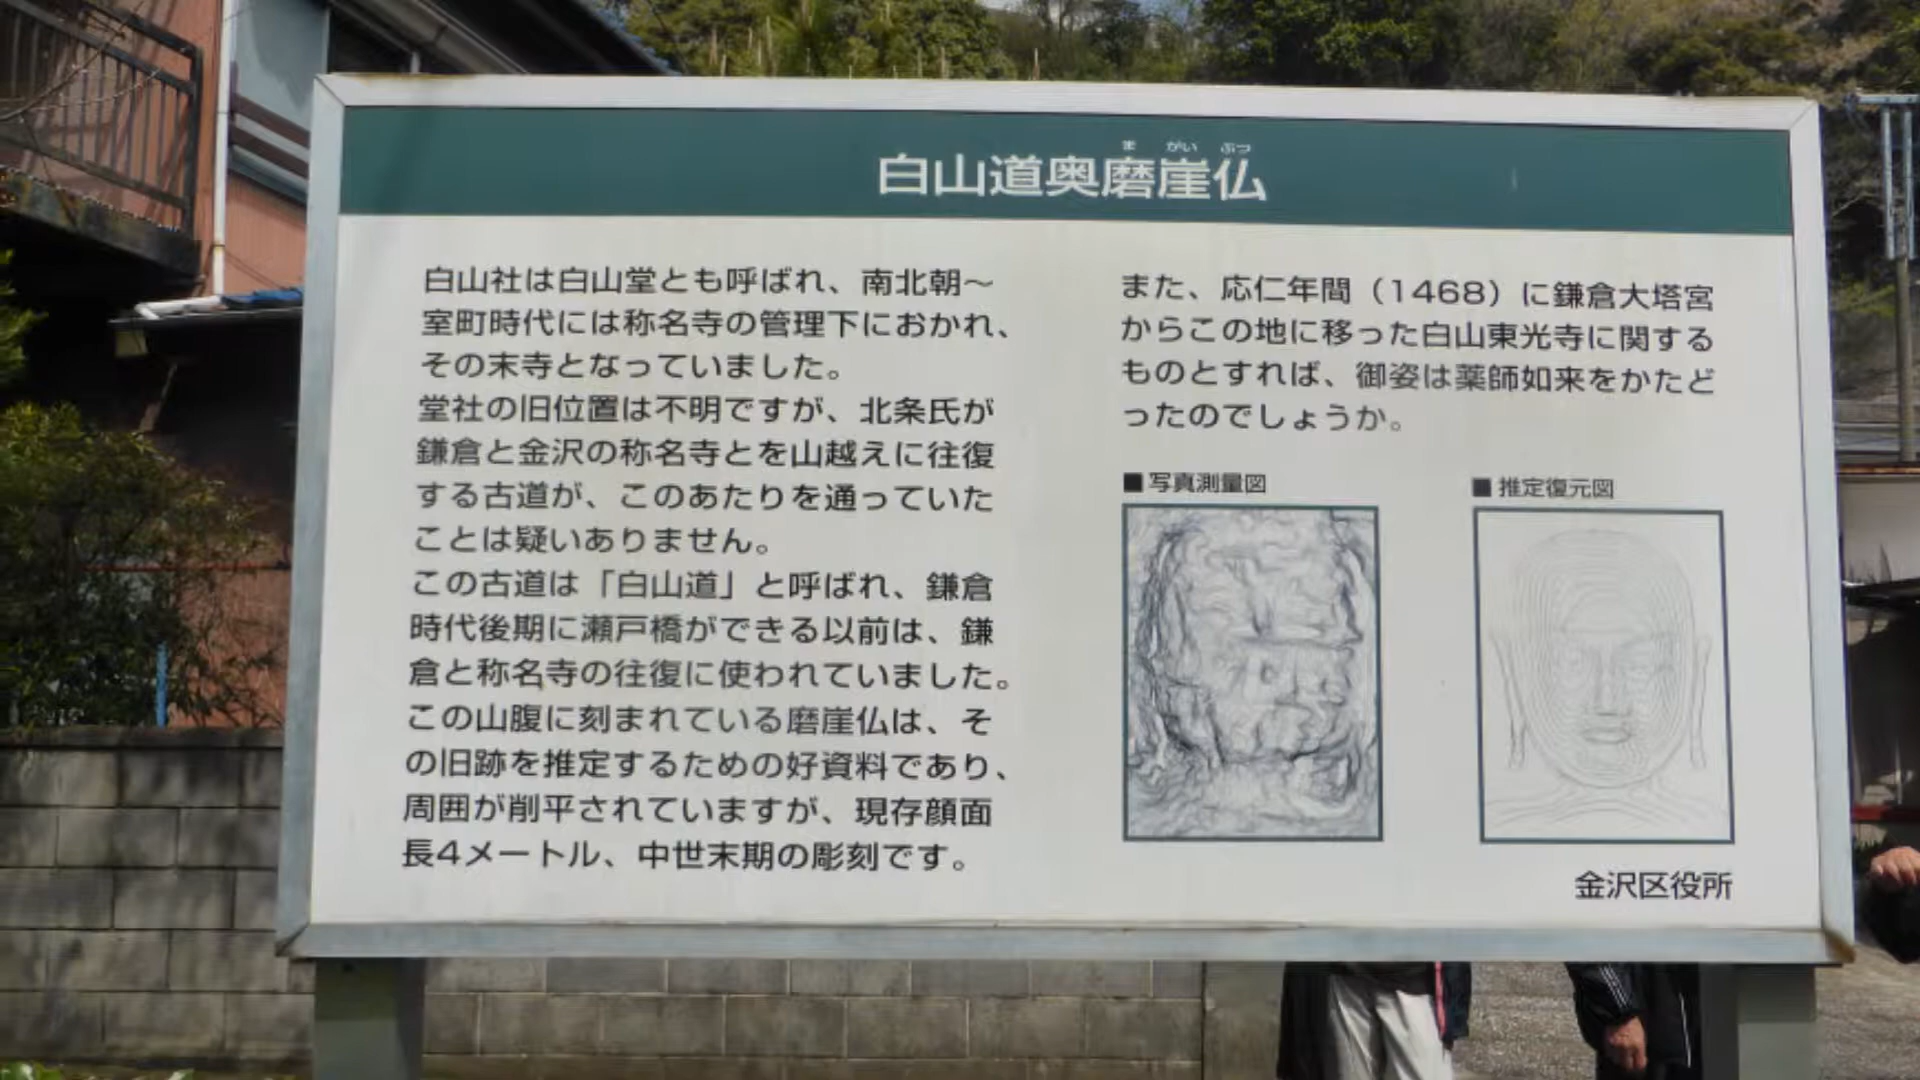 白山道奥磨崖仏
ま がい ぶつ
白山社は白山堂とも呼ばれ、南北朝～
室町時代には称名寺の管理下におかれ、
その末寺となっていました。
堂社の旧位置は不明ですが、北条氏が
鎌倉と金沢の称名寺とを山越えに往復
する古道が、このあたりを通っていた
ことは疑いありません。
この古道は「白山道」と呼ばれ、鎌倉
時代後期に瀬戸橋ができる以前は、鎌
倉と称名寺の往復に使われていました。
この山腹に刻まれている磨崖仏は、そ
の旧跡を推定するための好資料であり、
周囲が削平されていますが、現存顔面
長4メートル、中世末期の彫刻です。
また、応仁年間（1468）に鎌倉大塔宮
からこの地に移った白山東光寺に関する
ものとすれば、御姿は薬師如来をかたど
ったのでしょうか。
■写真測量図
■推定復元図
金沢区役所